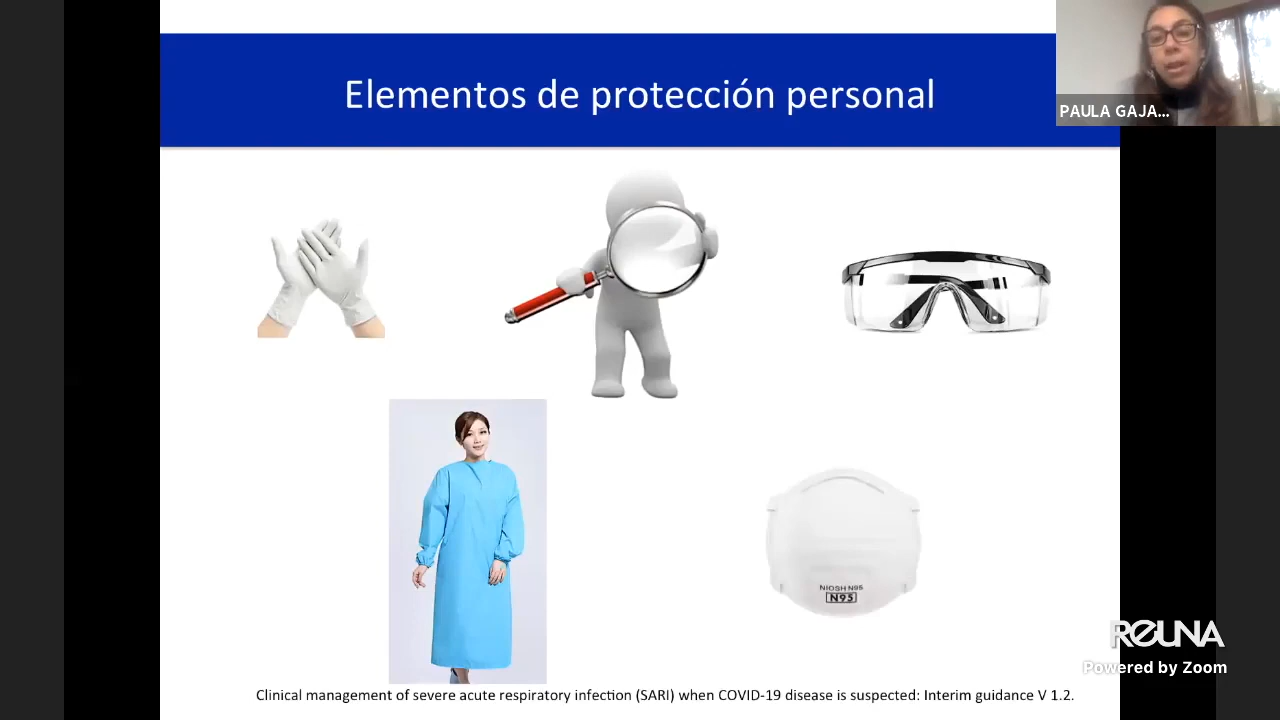 Elementos de protección personal
PAULA GAJA...
NIOSH N95
N95
REUNA
Powered by Zoom
Clinical management of severe acute respiratory infection (SARI) when COVID-19 disease is suspected: Interim guidance V 1.2.